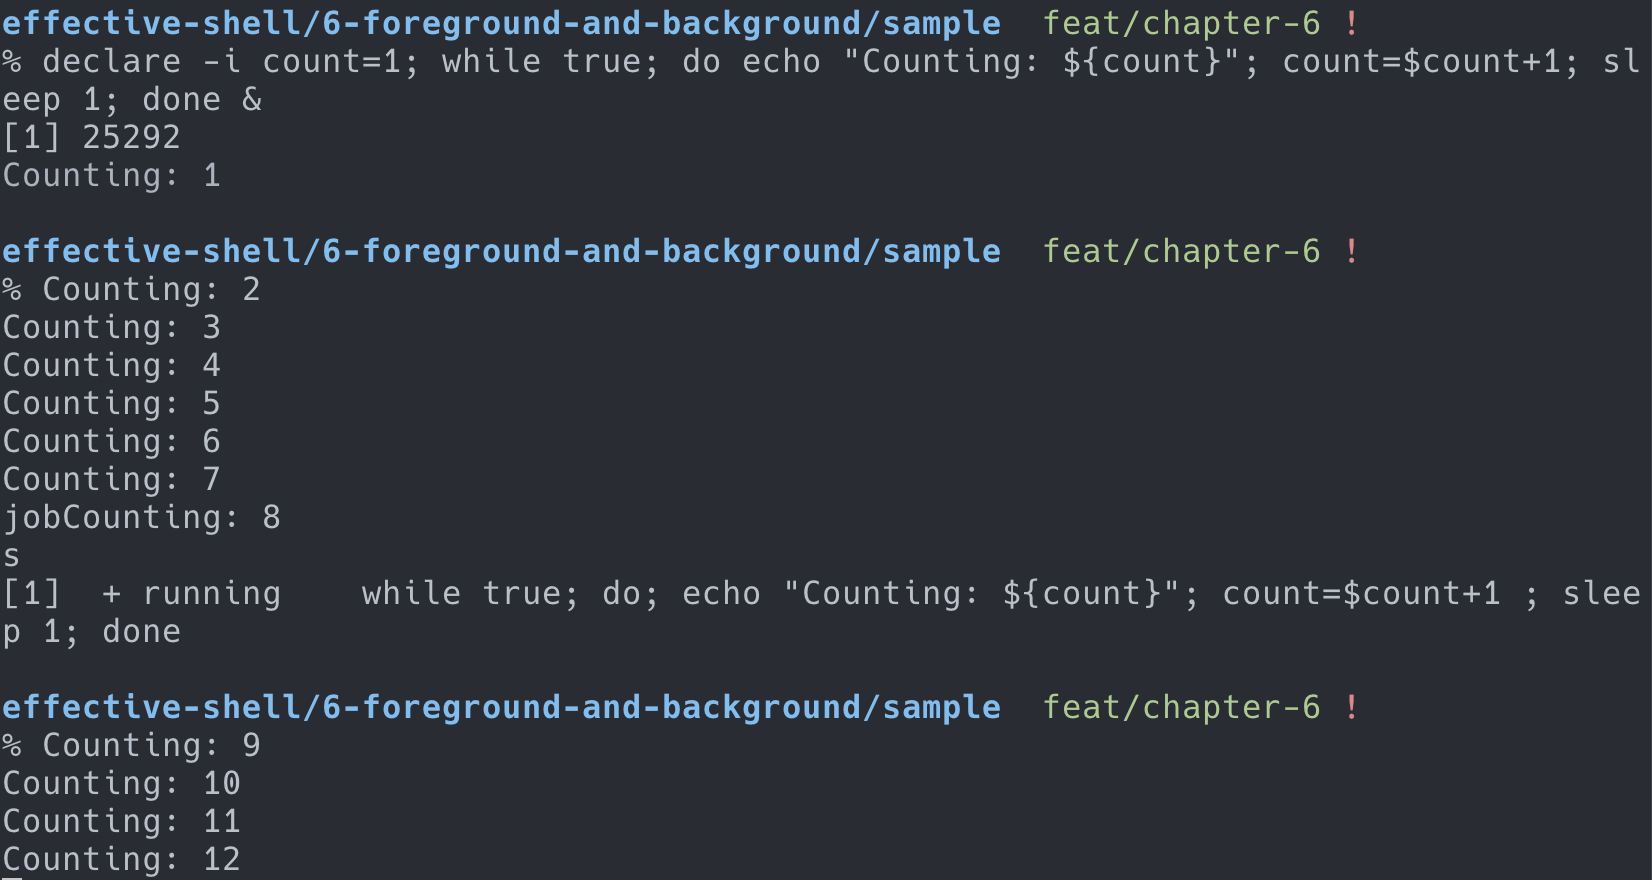 effective-shell/6-foreground-and-background/sample  feat/chapter-6 !
% declare -i count=1; while true; do echo "Counting: ${count}"; count=$count+1; sl
eep 1; done &
[1] 25292
Counting: 1
effective-shell/6-foreground-and-background/sample  feat/chapter-6 !
% Counting: 2
Counting: 3
Counting: 4
Counting: 5
Counting: 6
Counting: 7
jobCounting: 8
s
[1]  + running    while true; do; echo "Counting: ${count}"; count=$count+1 ; slee
p 1; done
effective-shell/6-foreground-and-background/sample  feat/chapter-6 !
% Counting: 9
Counting: 10
Counting: 11
Counting: 12